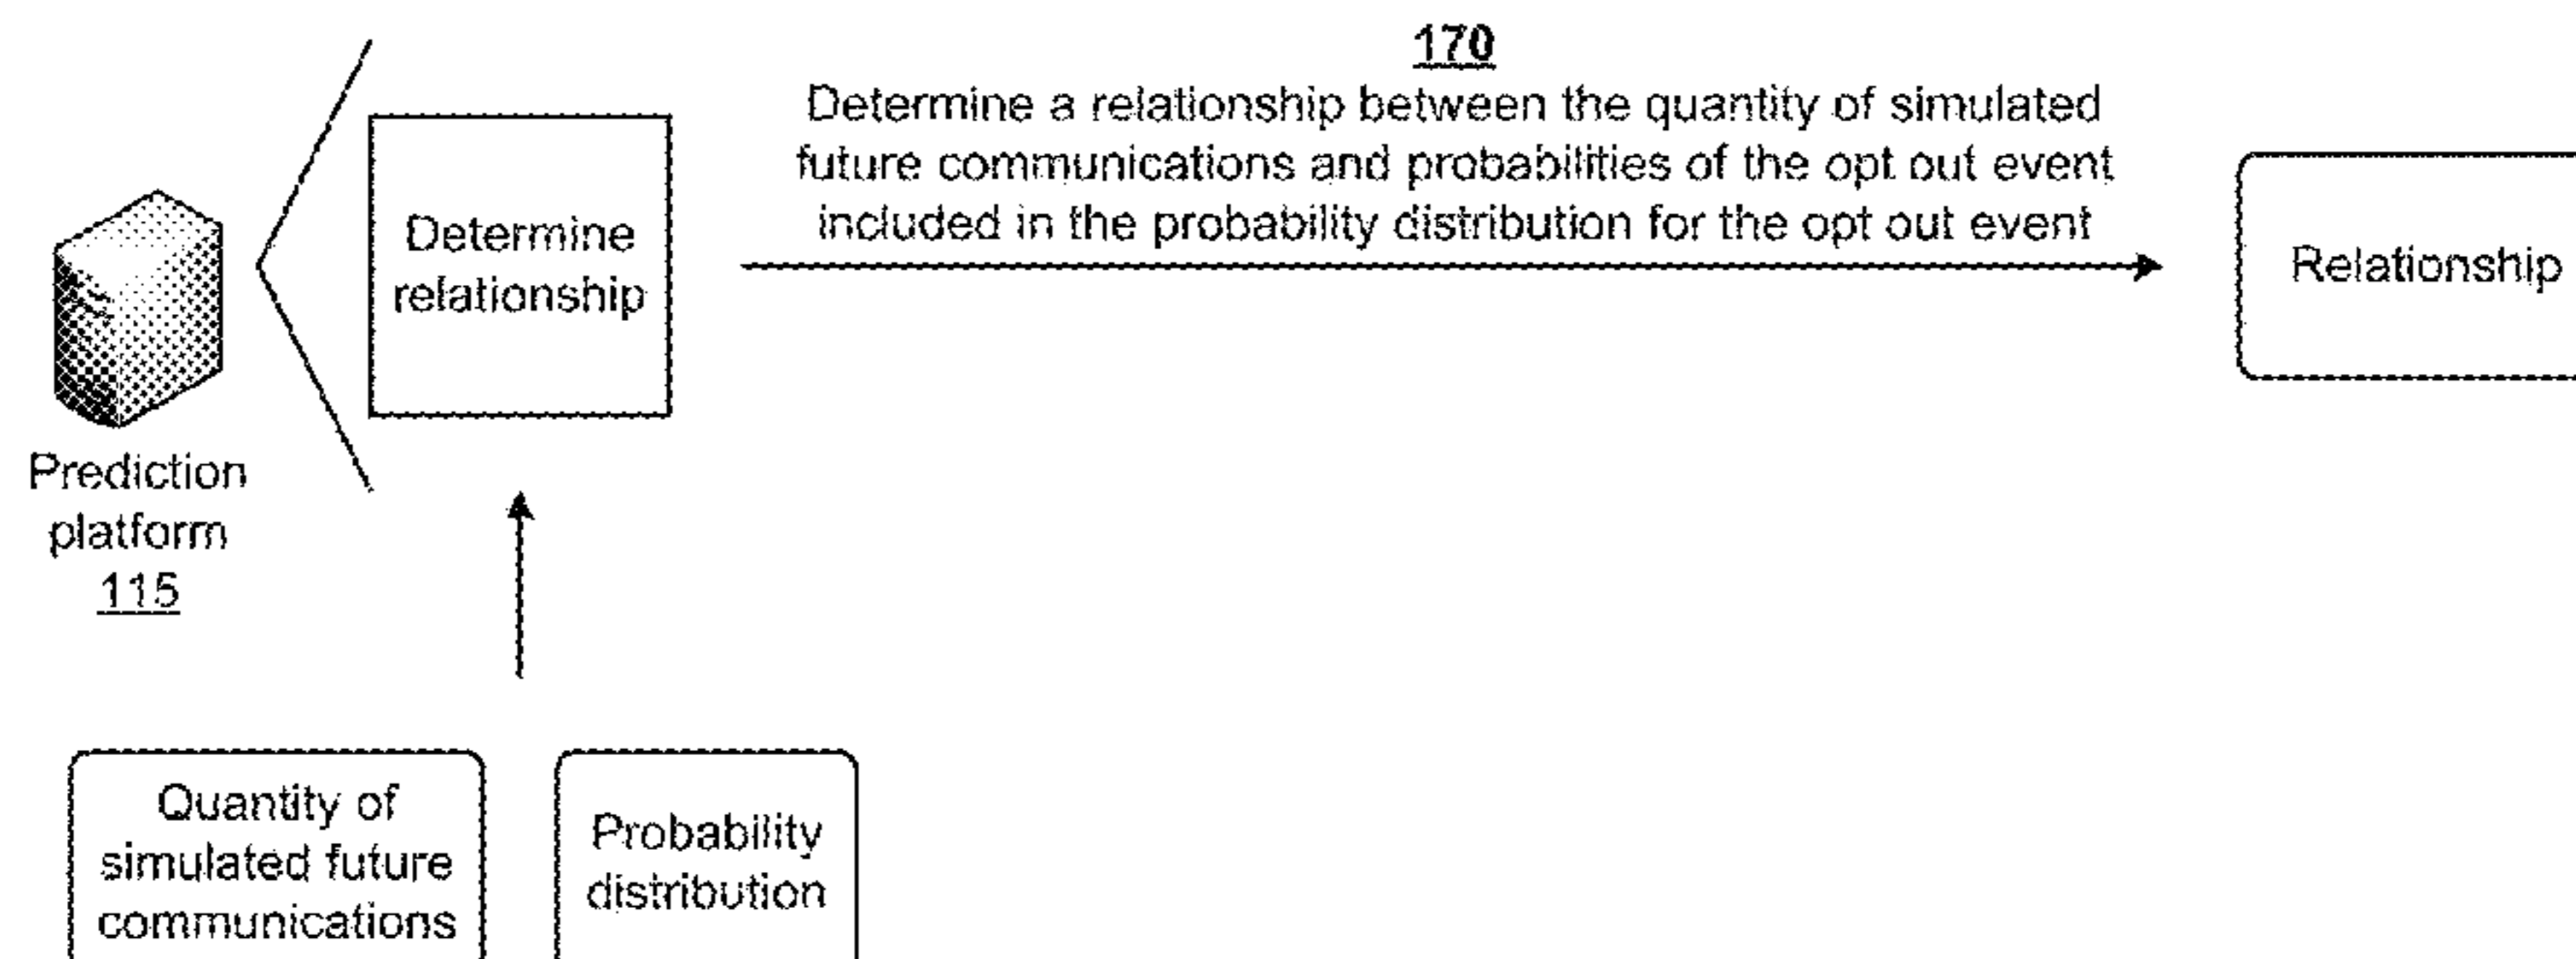 170
Determine a relationship between the quantity of simulated
future communications and probabilities of the opt out event
included in the probability distribution for the opt out event
Determine
relationship
Relationship
Prediction
platform
115
Quantity of
simulated future
communications
Probability
distribution